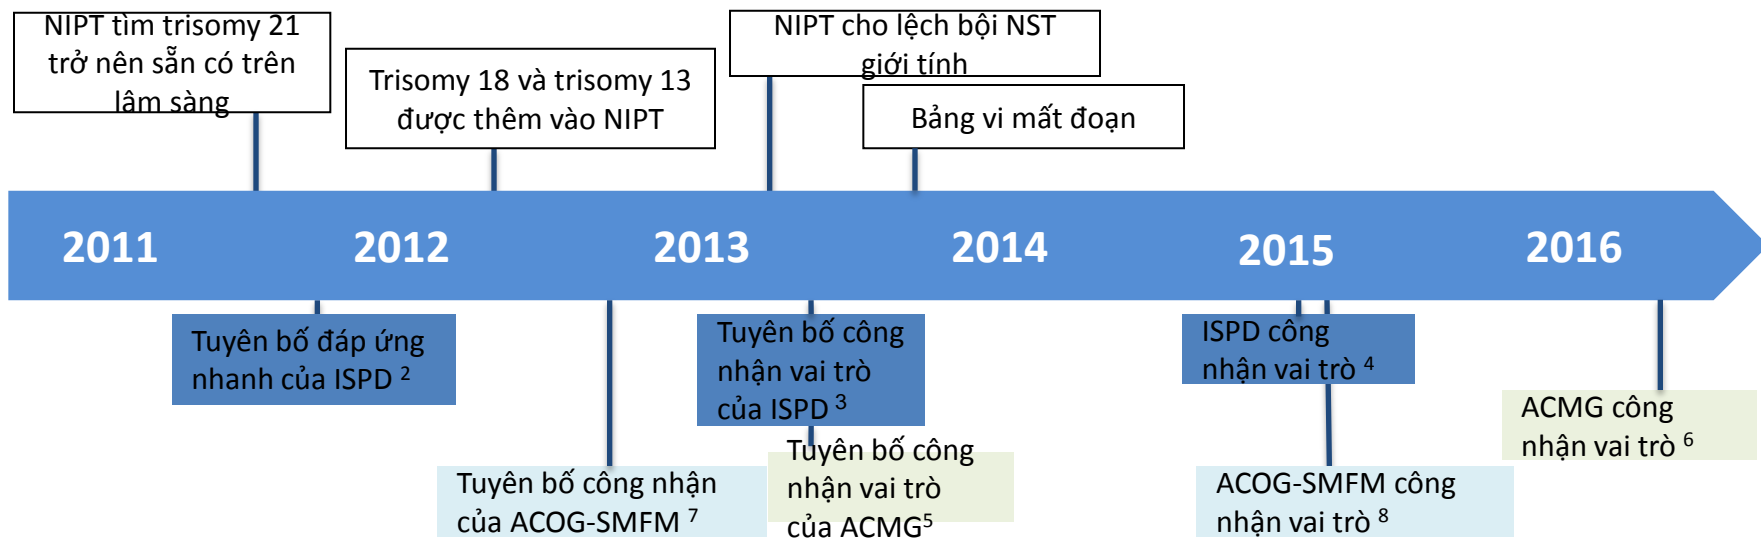 NIPT tìm trisomy 21
trở nên sẵn có trên
lâm sàng
Trisomy 18 và trisomy 13
được thêm vào NIPT
NIPT cho lệch bội NST
giới tính
Bảng vi mất đoạn
2011
2012
2013
2014
2015
2016
Tuyên bố đáp ứng
nhanh của ISPD ²
Tuyên bố công nhận
của ACOG-SMFM ⁷
Tuyên bố công
nhận vai trò
của ISPD ³
Tuyên bố công
nhận vai trò
của ACMG⁵
ISPD công
nhận vai trò ⁴
ACOG-SMFM công
nhận vai trò ⁸
ACMG công
nhận vai trò ⁶